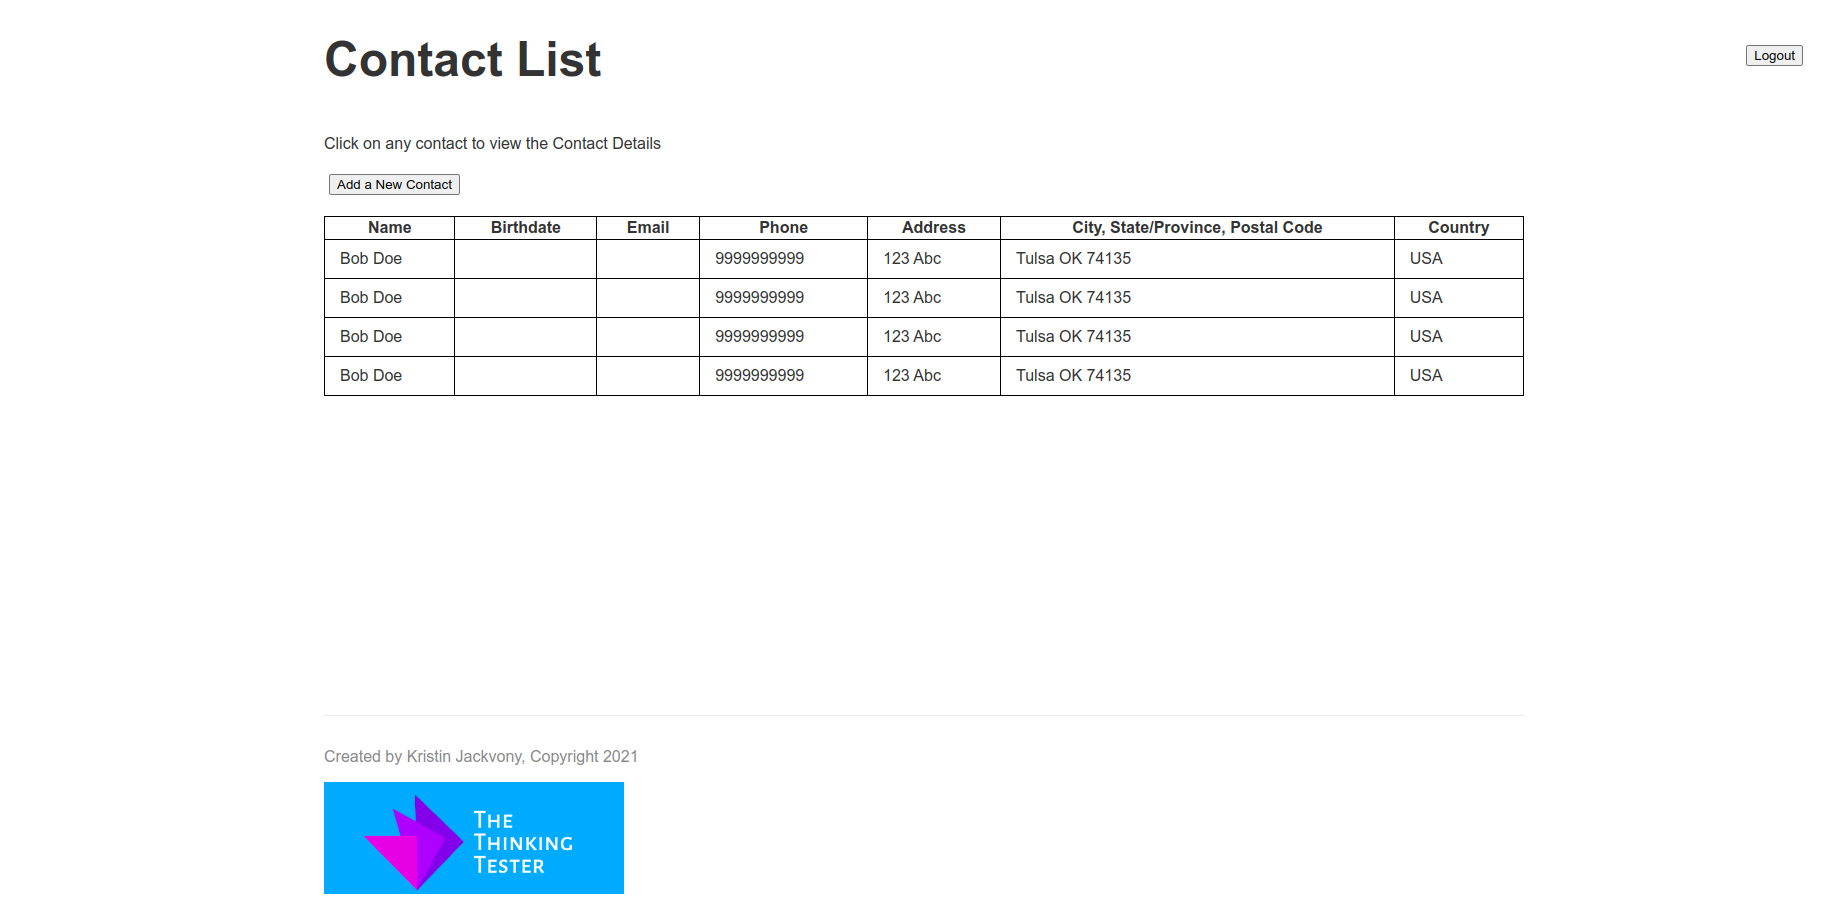 Contact List
Logout
Click on any contact to view the Contact Details
Add a New Contact
Name Birthdate Email Phone Address City, State/Province, Postal Code Country
Bob Doe 9999999999 123 Abc Tulsa OK 74135 USA
Bob Doe 9999999999 123 Abc Tulsa OK 74135 USA
Bob Doe 9999999999 123 Abc Tulsa OK 74135 USA
Bob Doe 9999999999 123 Abc Tulsa OK 74135 USA
Created by Kristin Jackvony, Copyright 2021
THE
THINKING
TESTER